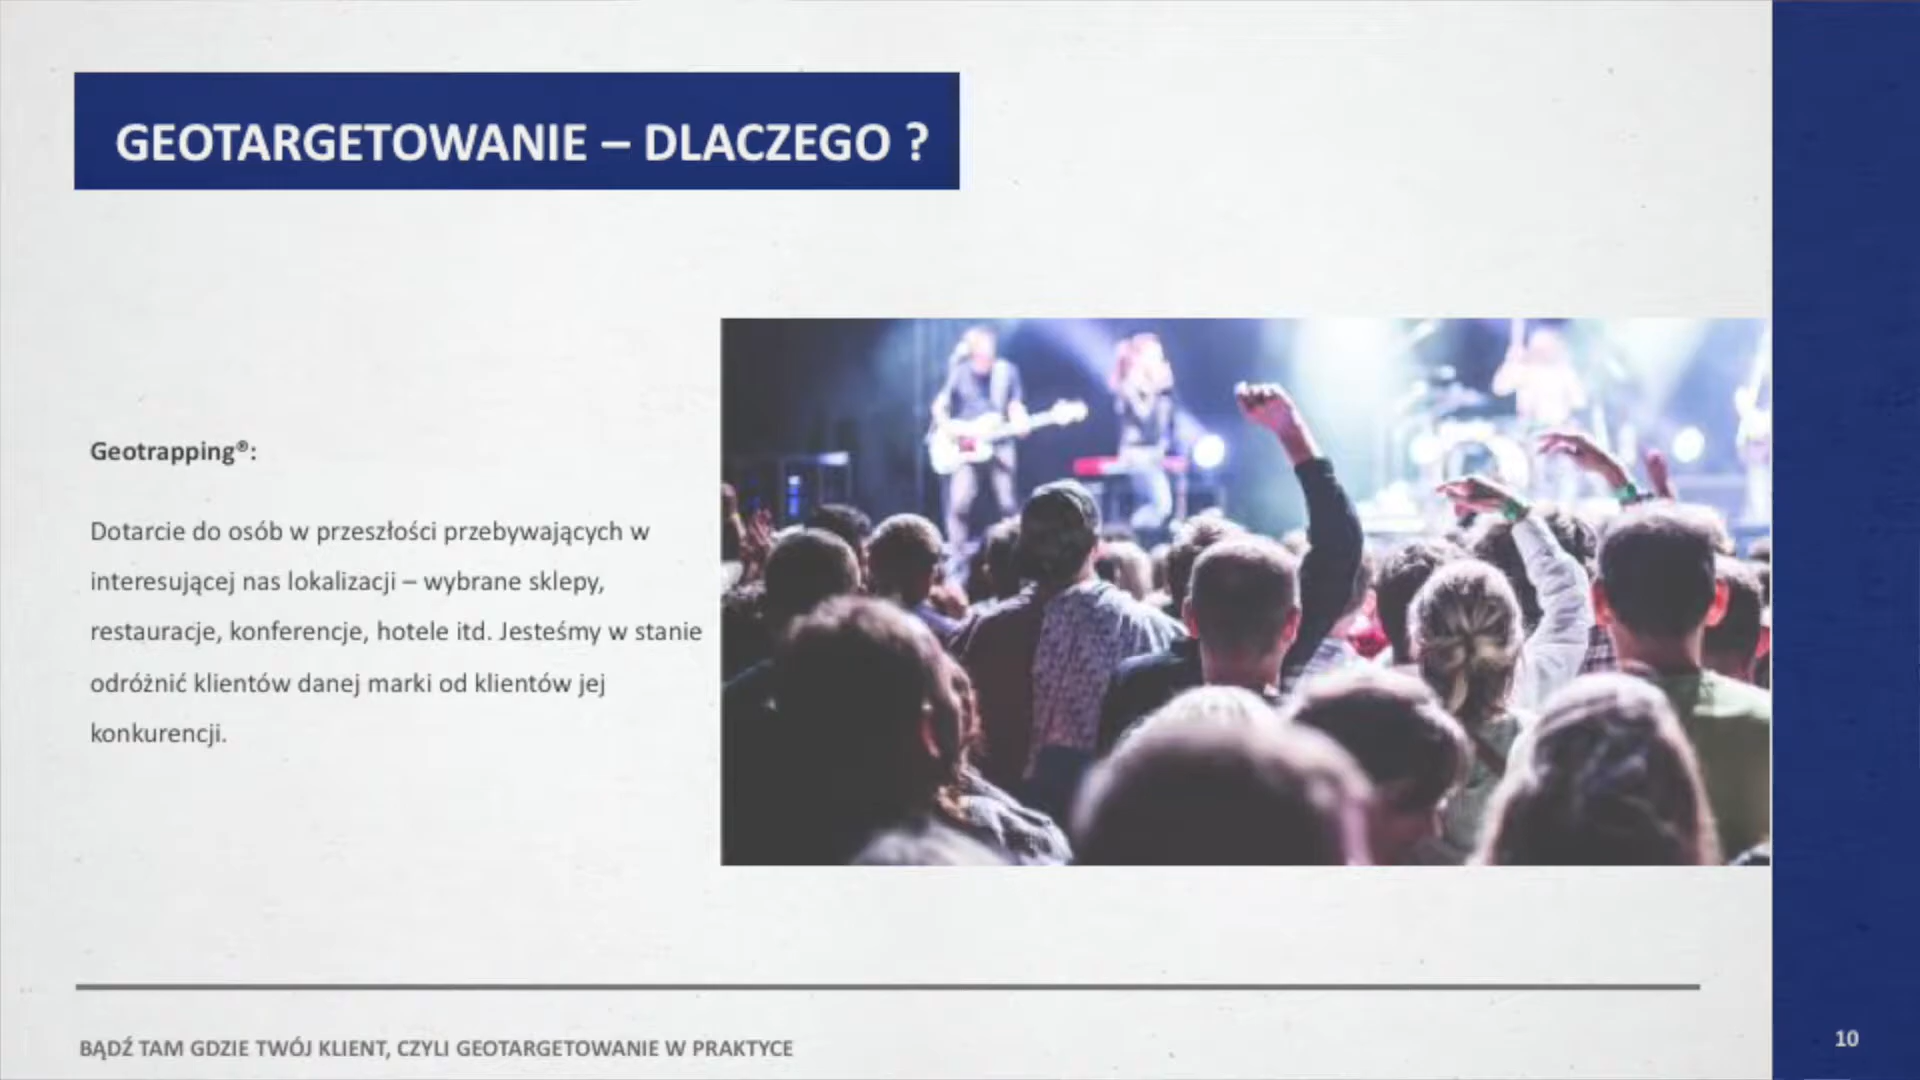 GEOTARGETOWANIE – DLACZEGO ?
Geotrapping®:
Dotarcie do osób w przeszłości przebywających w
interesującej nas lokalizacji – wybrane sklepy,
restauracje, konferencje, hotele itd. Jesteśmy w stanie
odróżnić klientów danej marki od klientów jej
konkurencji.
BĄDŹ TAM GDZIE TWÓJ KLIENT, CZYLI GEOTARGETOWANIE W PRAKTYCE
10